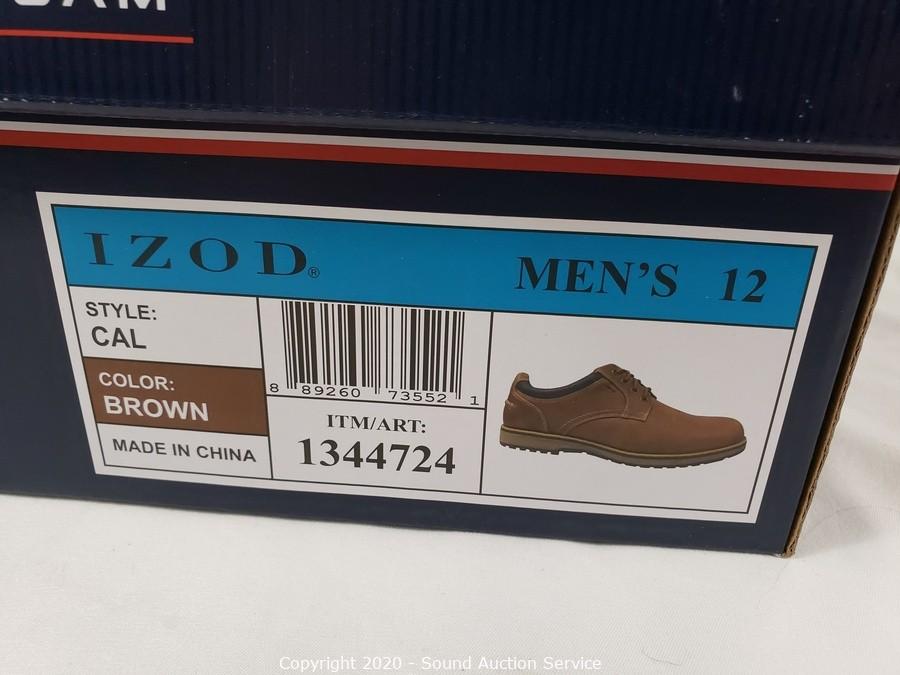 IZOD®
MEN'S 12
STYLE:
CAL
COLOR:
BROWN
MADE IN CHINA
8 89260 73552 1
ITM/ART:
1344724
Copyright 2020 - Sound Auction Service